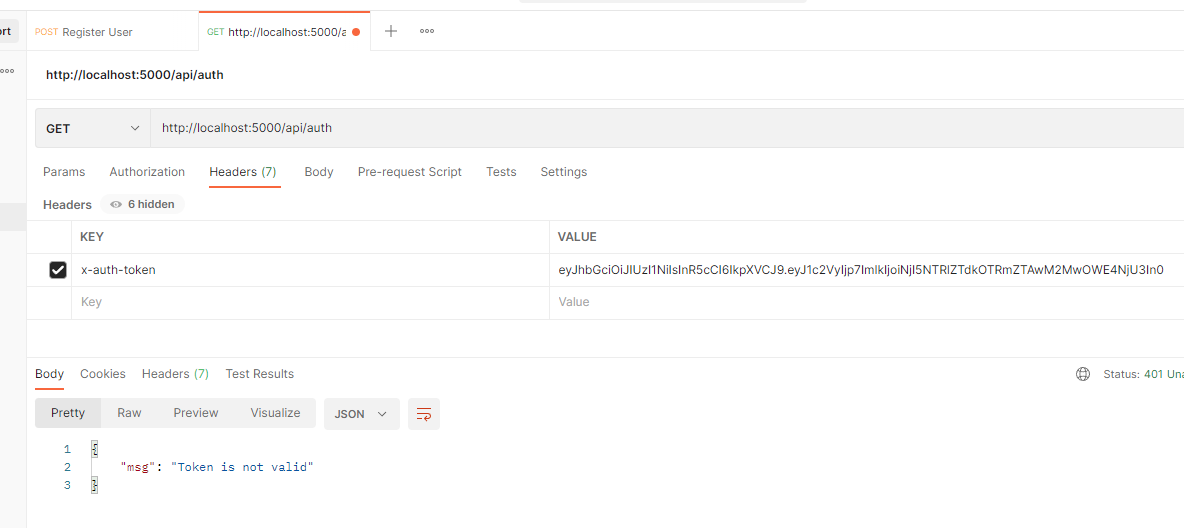 ort
POST Register User
GET http://localhost:5000/a
http://localhost:5000/api/auth
GET http://localhost:5000/api/auth
Params Authorization Headers (7) Body Pre-request Script Tests Settings
Headers 6 hidden
KEY VALUE
x-auth-token eyJhbGciOiJIUzI1NiIsInR5cCI6IkpXVCJ9.eyJ1c2VyIjp7ImlkIjoiNjI5NTRlZTdkOTRmZTAwM2MwOWE4NjU3In0
Key Value
Body Cookies Headers (7) Test Results Status: 401 Una
Pretty Raw Preview Visualize JSON
1 {
2 "msg": "Token is not valid"
3 }